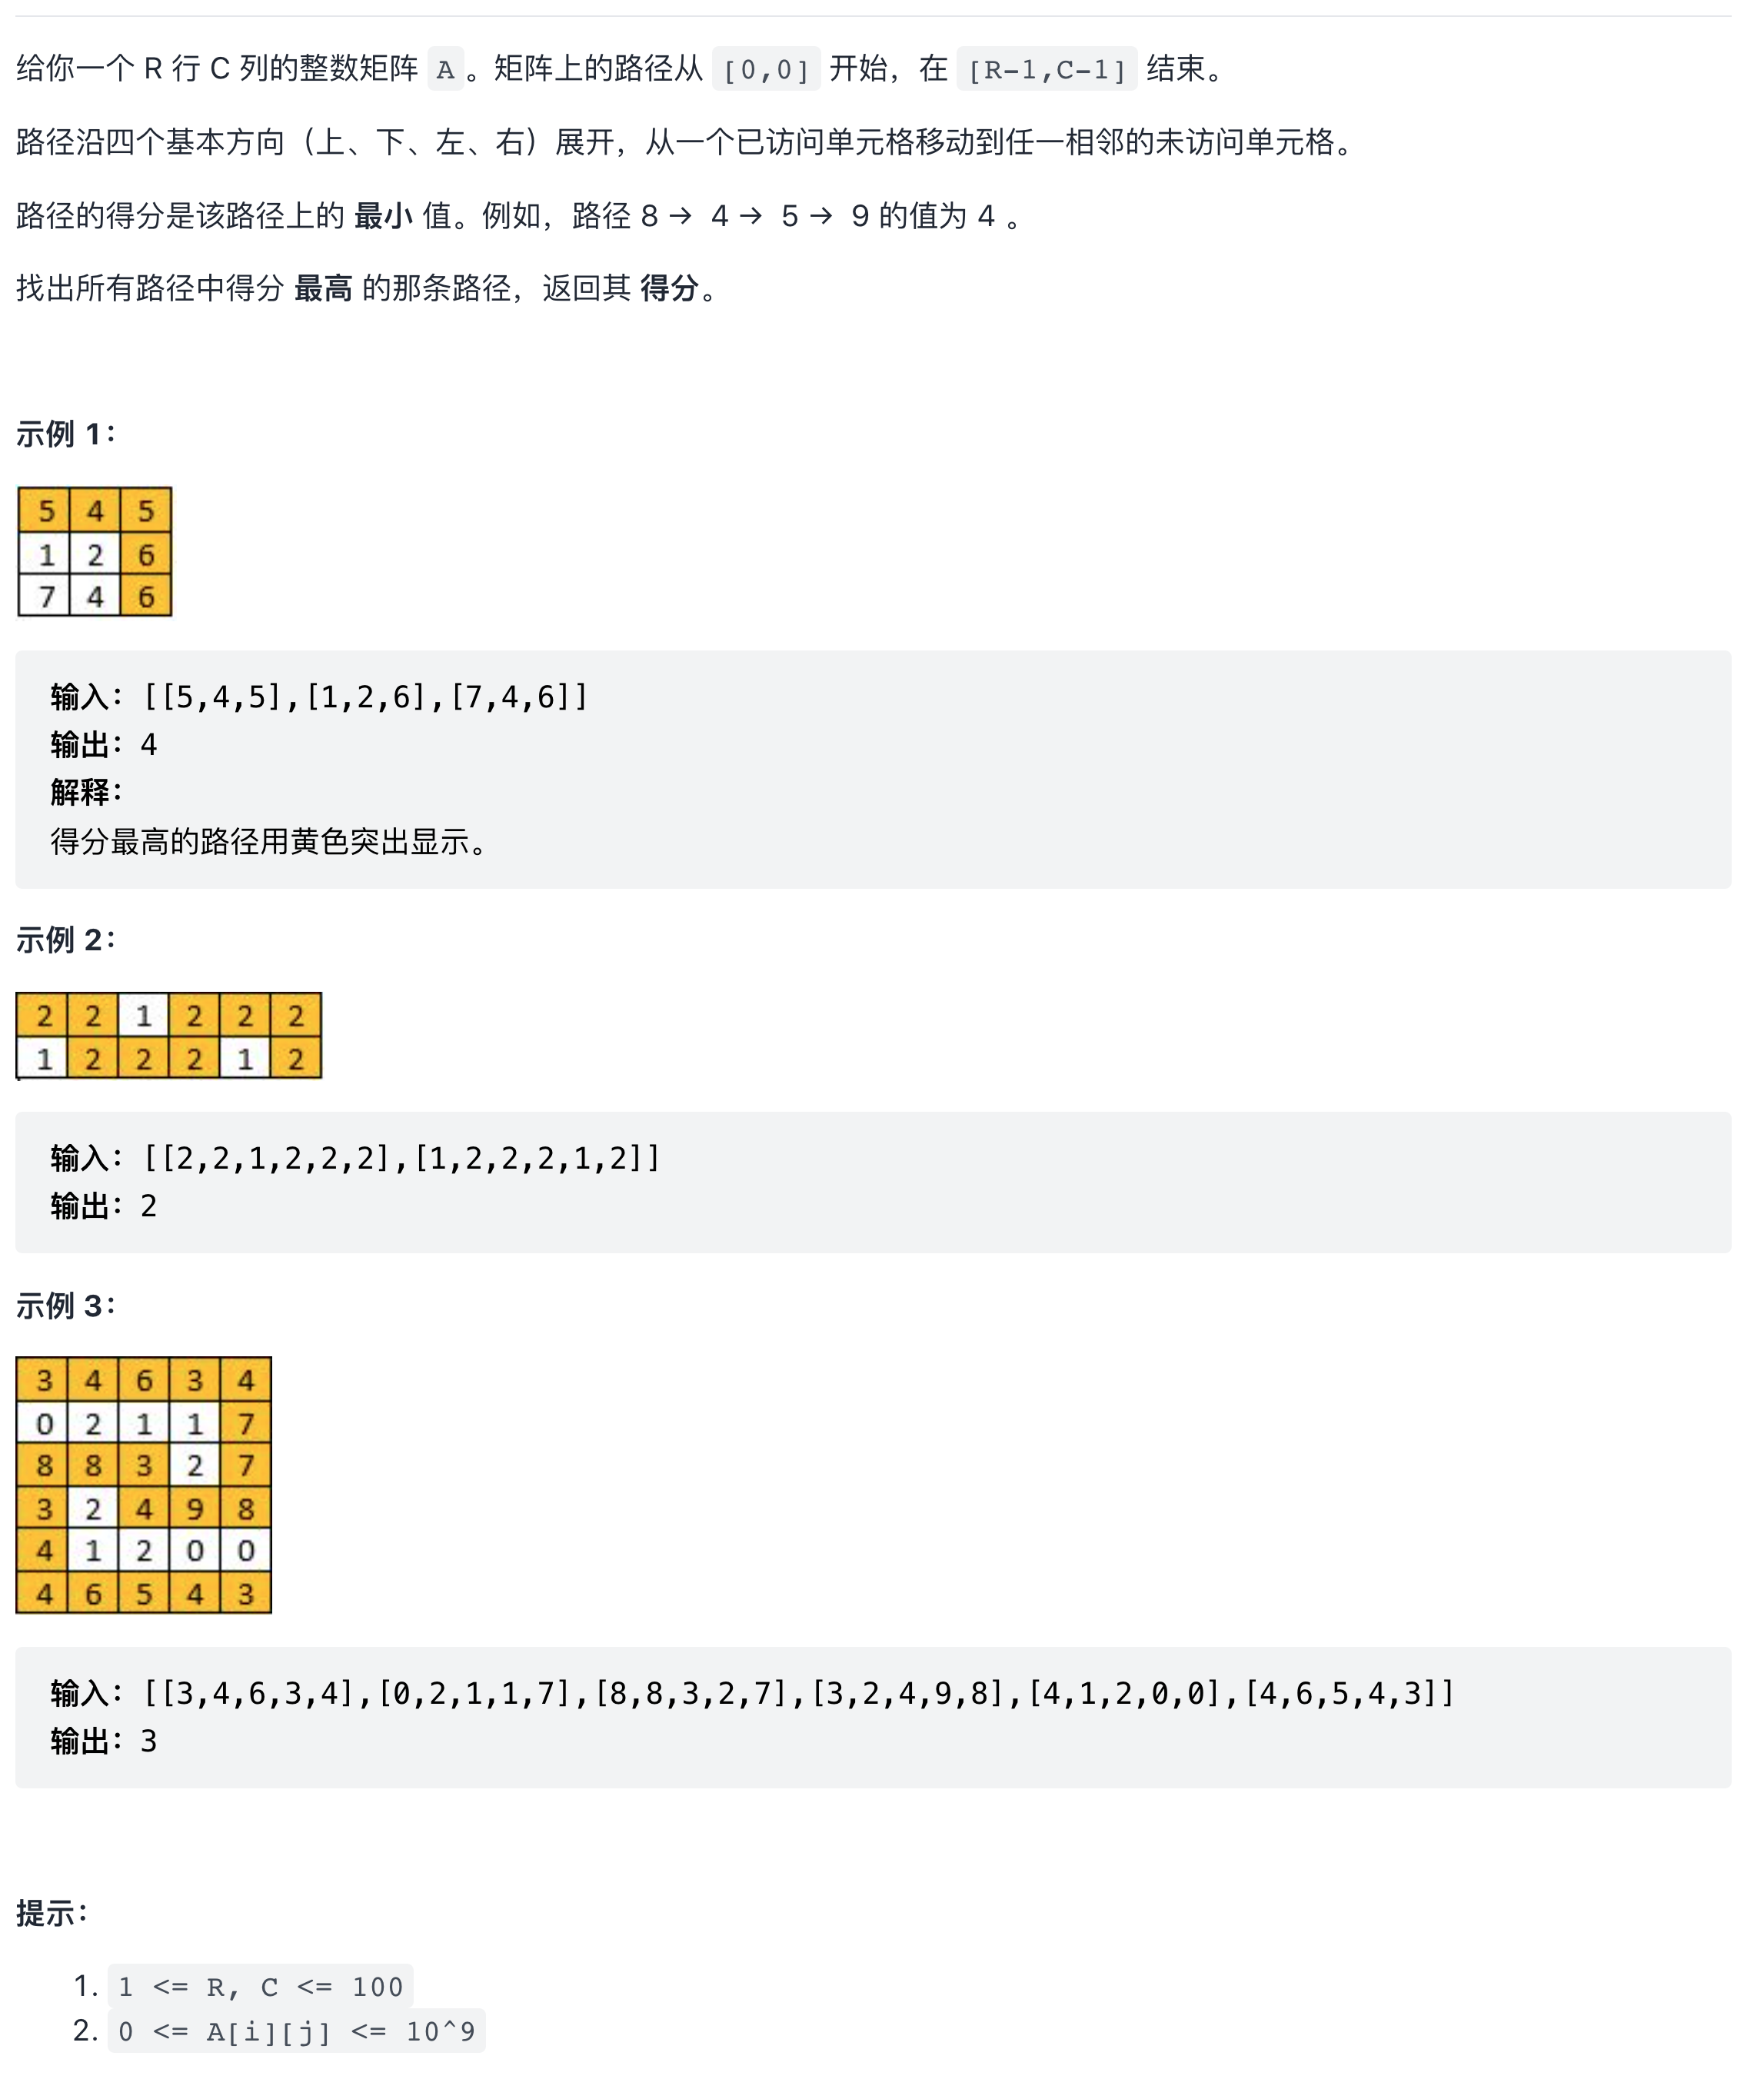 给你一个 R 行 C 列的整数矩阵 A。矩阵上的路径从 [0,0] 开始，在 [R-1,C-1] 结束。
路径沿四个基本方向（上、下、左、右）展开，从一个已访问单元格移动到任一相邻的未访问单元格。
路径的得分是该路径上的 最小 值。例如，路径 8 → 4 → 5 → 9 的值为 4 。
找出所有路径中得分 最高 的那条路径，返回其 得分。
示例 1：
5 4 5
1 2 6
7 4 6
输入：[[5,4,5],[1,2,6],[7,4,6]]
输出：4
解释：
得分最高的路径用黄色突出显示。
示例 2：
2 2 1 2 2 2
1 2 2 2 1 2
输入：[[2,2,1,2,2,2],[1,2,2,2,1,2]]
输出：2
示例 3：
3 4 6 3 4
0 2 1 1 7
8 8 3 2 7
3 2 4 9 8
4 1 2 0 0
4 6 5 4 3
输入：[[3,4,6,3,4],[0,2,1,1,7],[8,8,3,2,7],[3,2,4,9,8],[4,1,2,0,0],[4,6,5,4,3]]
输出：3
提示：
1. 1 <= R, C <= 100
2. 0 <= A[i][j] <= 10^9